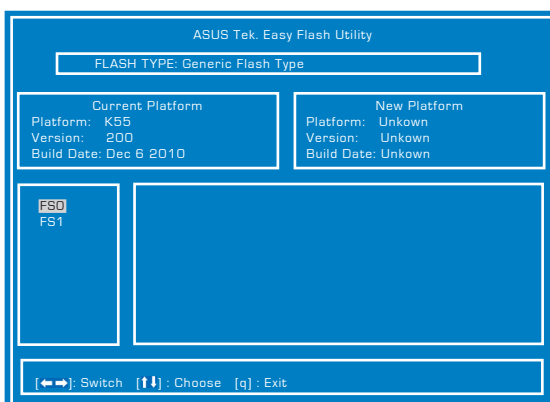 ASUS Tek. Easy Flash Utility
FLASH TYPE: Generic Flash Type
Current Platform
Platform: K55
Version: 200
Build Date: Dec 6 2010
New Platform
Platform: Unkown
Version: Unkown
Build Date: Unkown
FS0
FS1
[←→]: Switch [↑↓] : Choose [q] : Exit